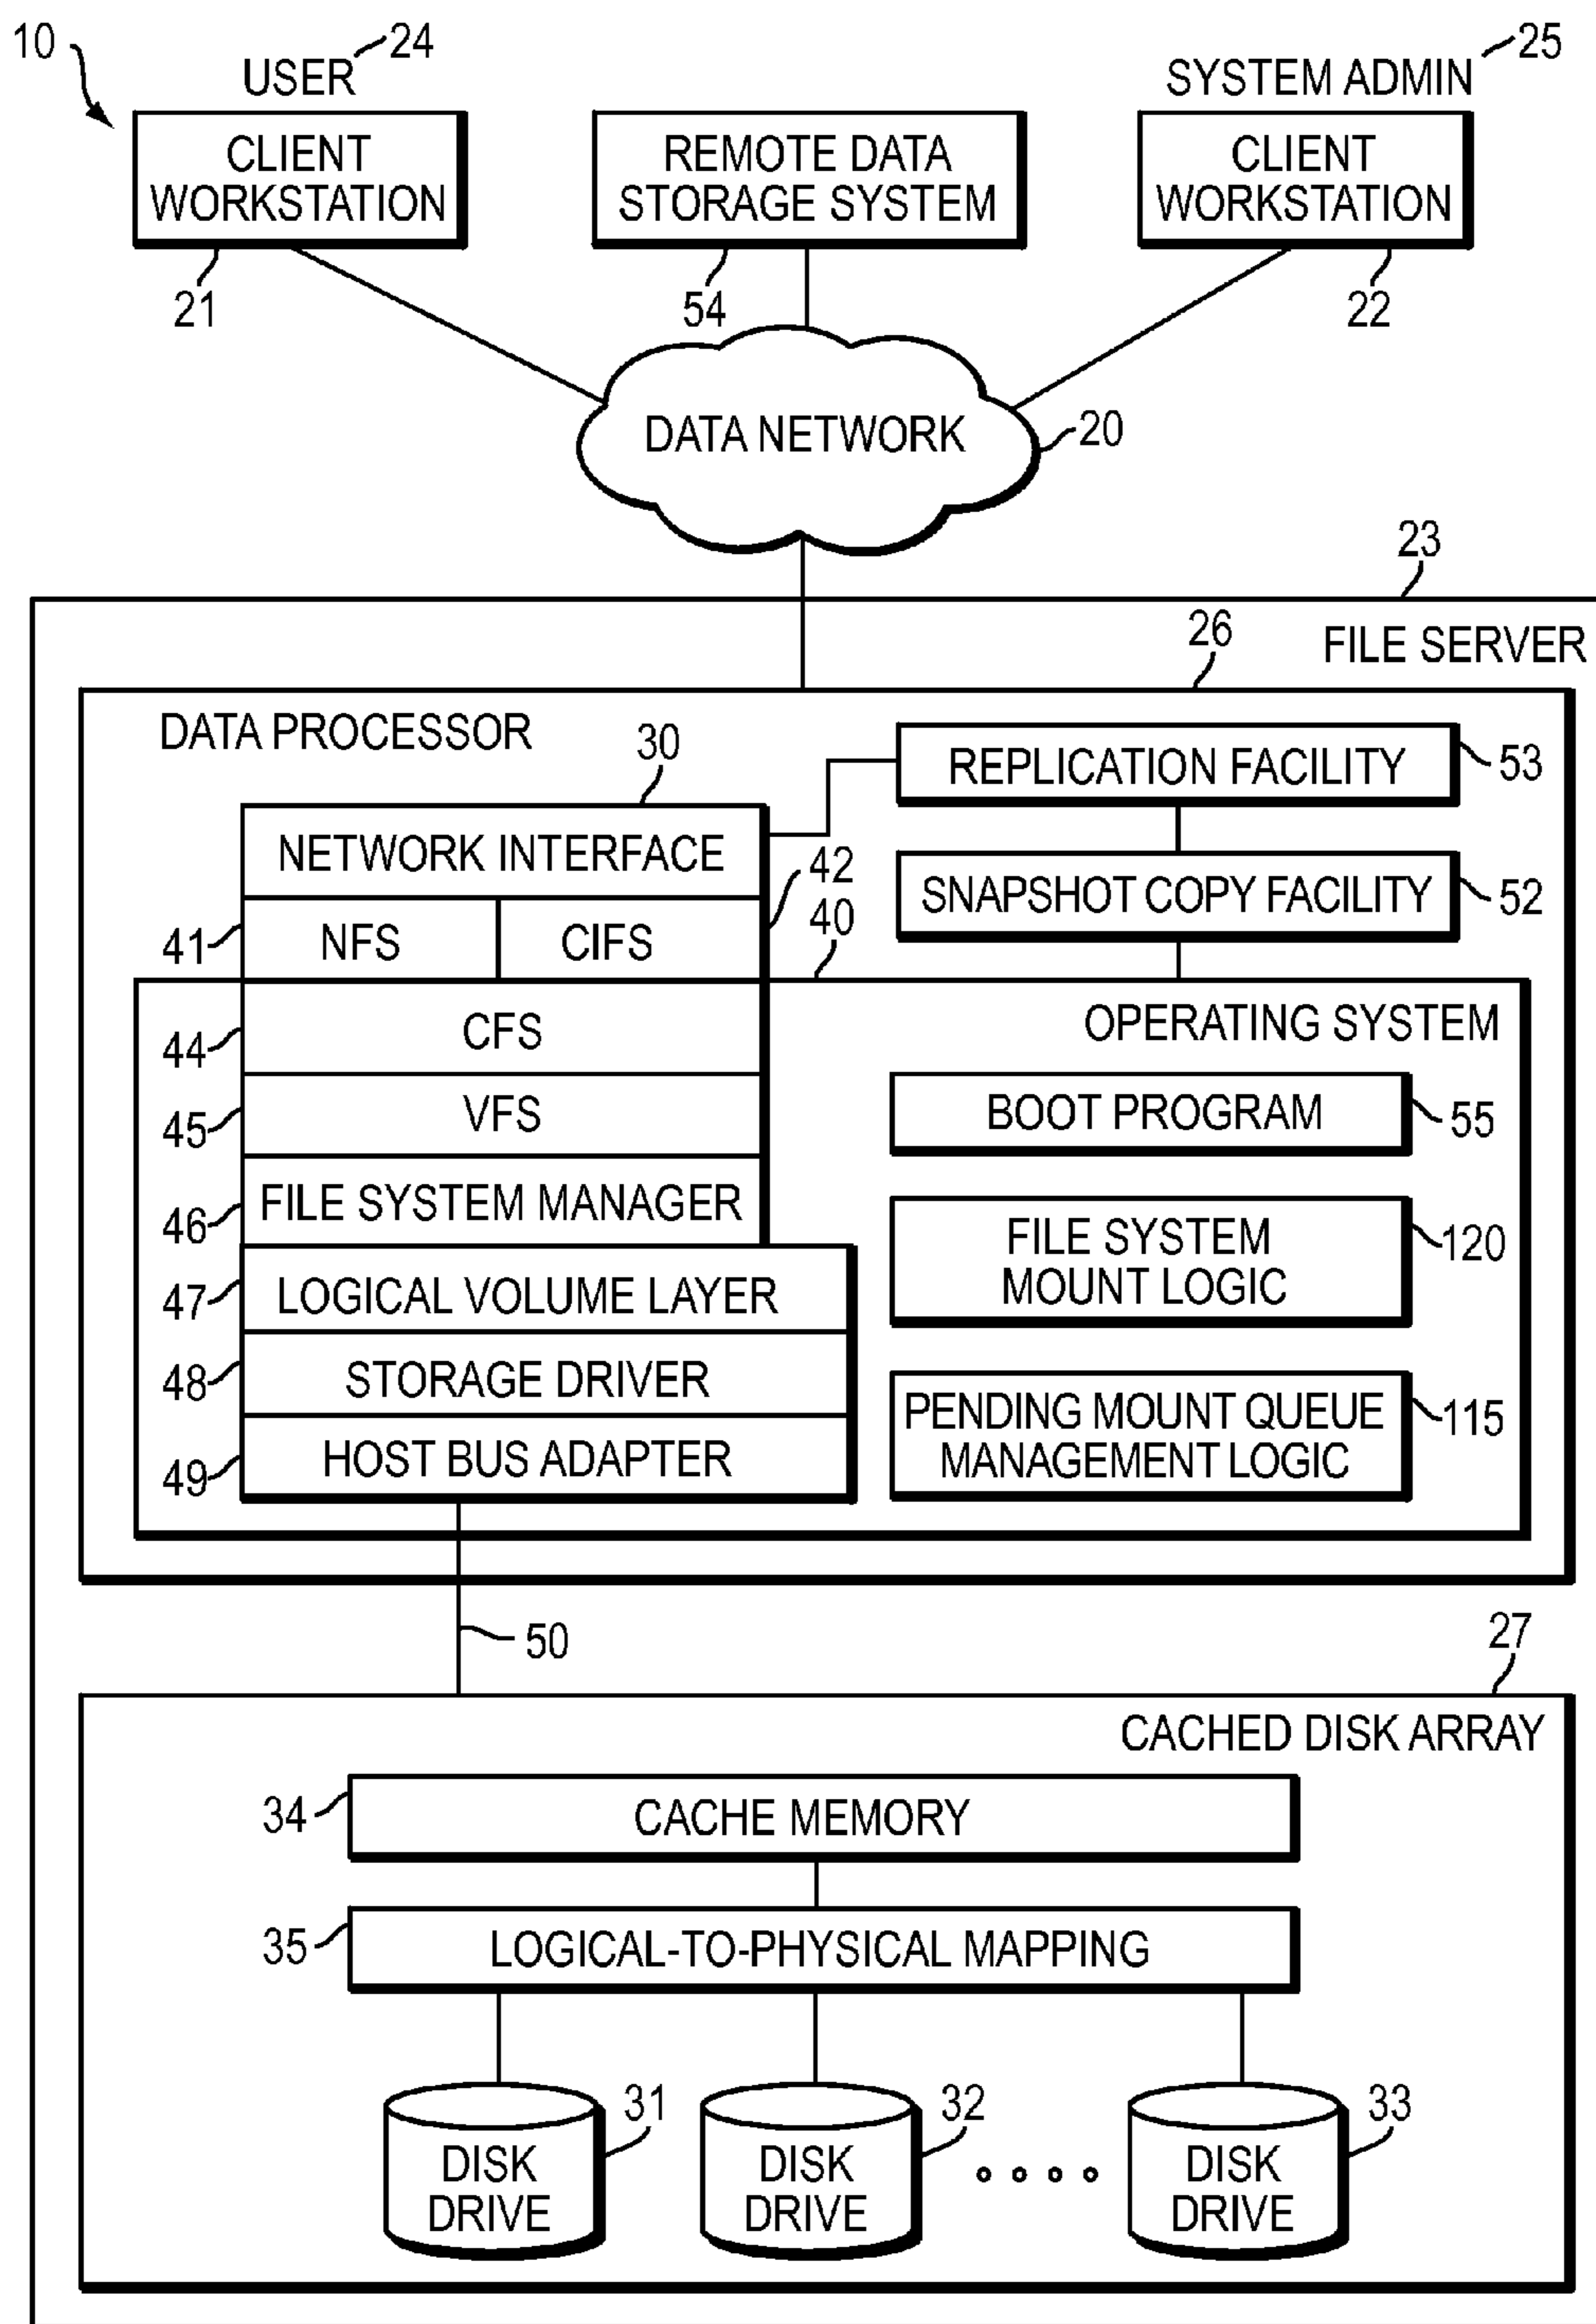 10
24
25
USER
SYSTEM ADMIN
CLIENT
WORKSTATION
REMOTE DATA
STORAGE SYSTEM
CLIENT
WORKSTATION
21
54
22
DATA NETWORK
20
23
FILE SERVER
26
DATA PROCESSOR
30
REPLICATION FACILITY
53
NETWORK INTERFACE
42
SNAPSHOT COPY FACILITY
52
41
NFS
CIFS
40
OPERATING SYSTEM
44
CFS
45
VFS
BOOT PROGRAM
55
46
FILE SYSTEM MANAGER
FILE SYSTEM
MOUNT LOGIC
120
47
LOGICAL VOLUME LAYER
48
STORAGE DRIVER
PENDING MOUNT QUEUE
MANAGEMENT LOGIC
115
49
HOST BUS ADAPTER
50
27
CACHED DISK ARRAY
34
CACHE MEMORY
35
LOGICAL-TO-PHYSICAL MAPPING
31
32
33
DISK
DRIVE
DISK
DRIVE
DISK
DRIVE